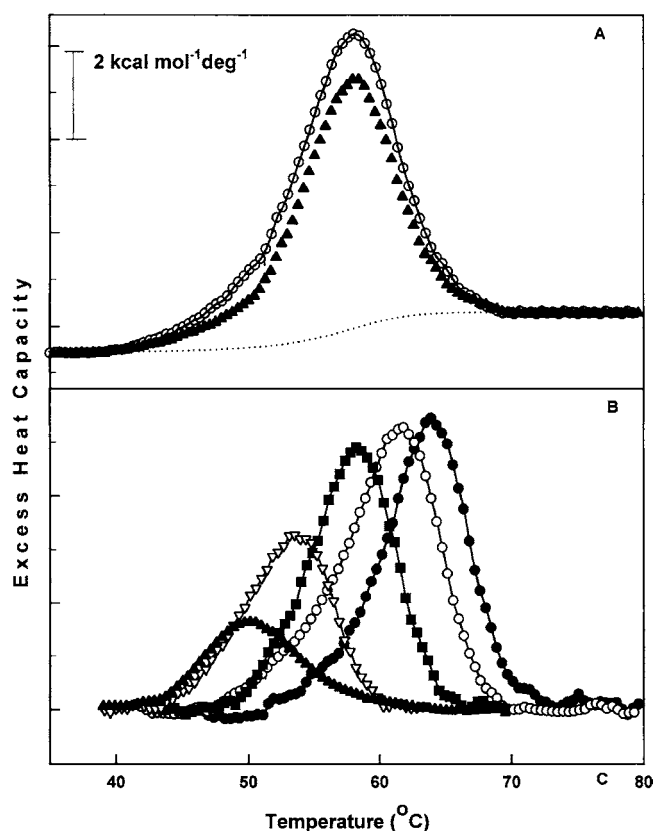 A
2 kcal mol⁻¹deg⁻¹
Excess Heat Capacity
B
C
40 50 60 70 80
Temperature (°C)